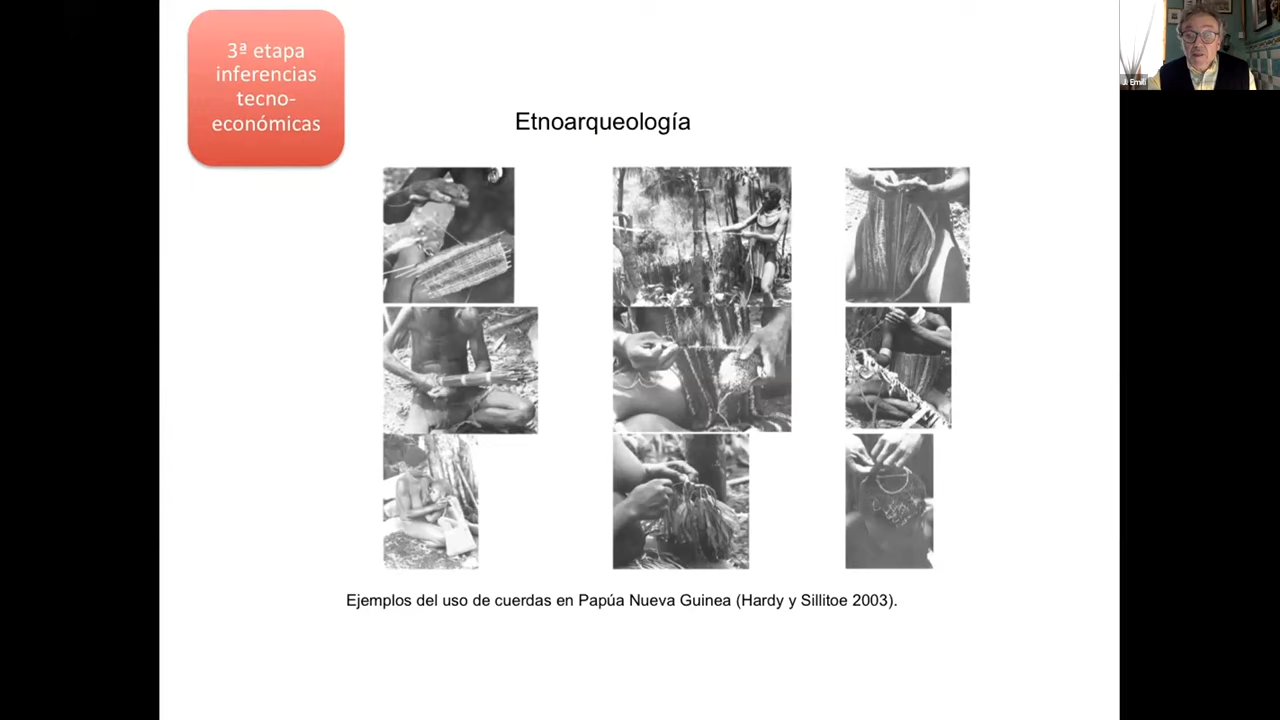 3ª etapa
inferencias
tecno-
económicas
Etnoarqueología
Ejemplos del uso de cuerdas en Papúa Nueva Guinea (Hardy y Sillitoe 2003).